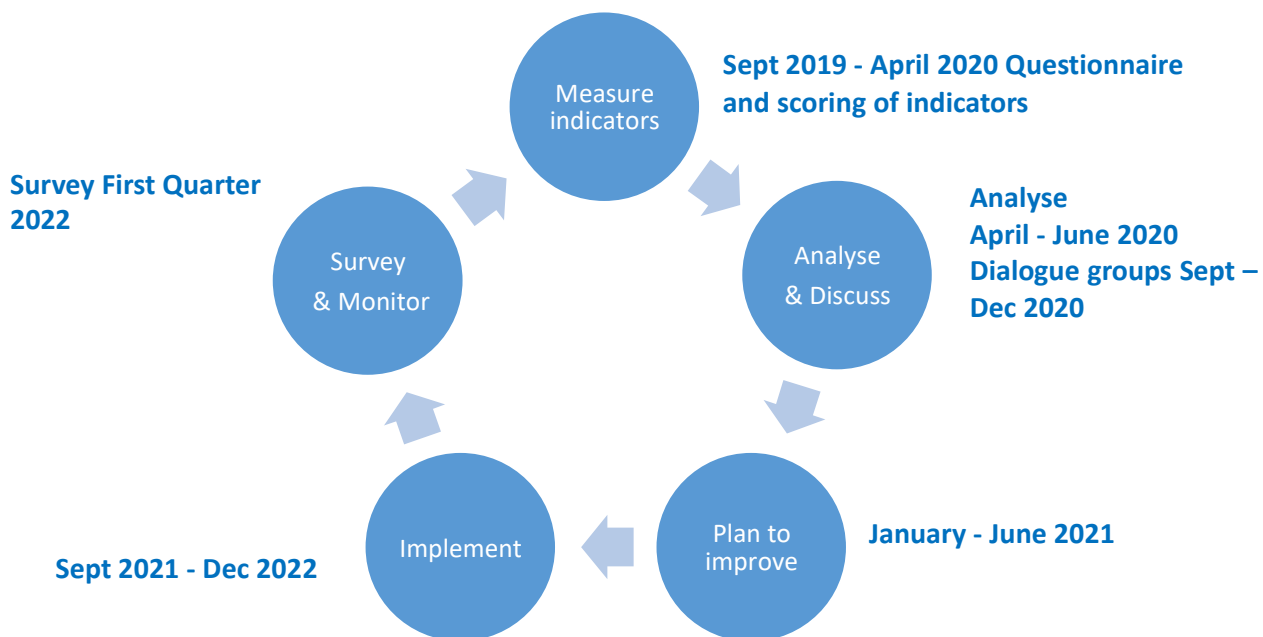 Measure
indicators
Sept 2019 - April 2020 Questionnaire
and scoring of indicators
Analyse
& Discuss
Analyse
April - June 2020
Dialogue groups Sept –
Dec 2020
Plan to
improve
January - June 2021
Implement
Sept 2021 - Dec 2022
Survey
& Monitor
Survey First Quarter
2022